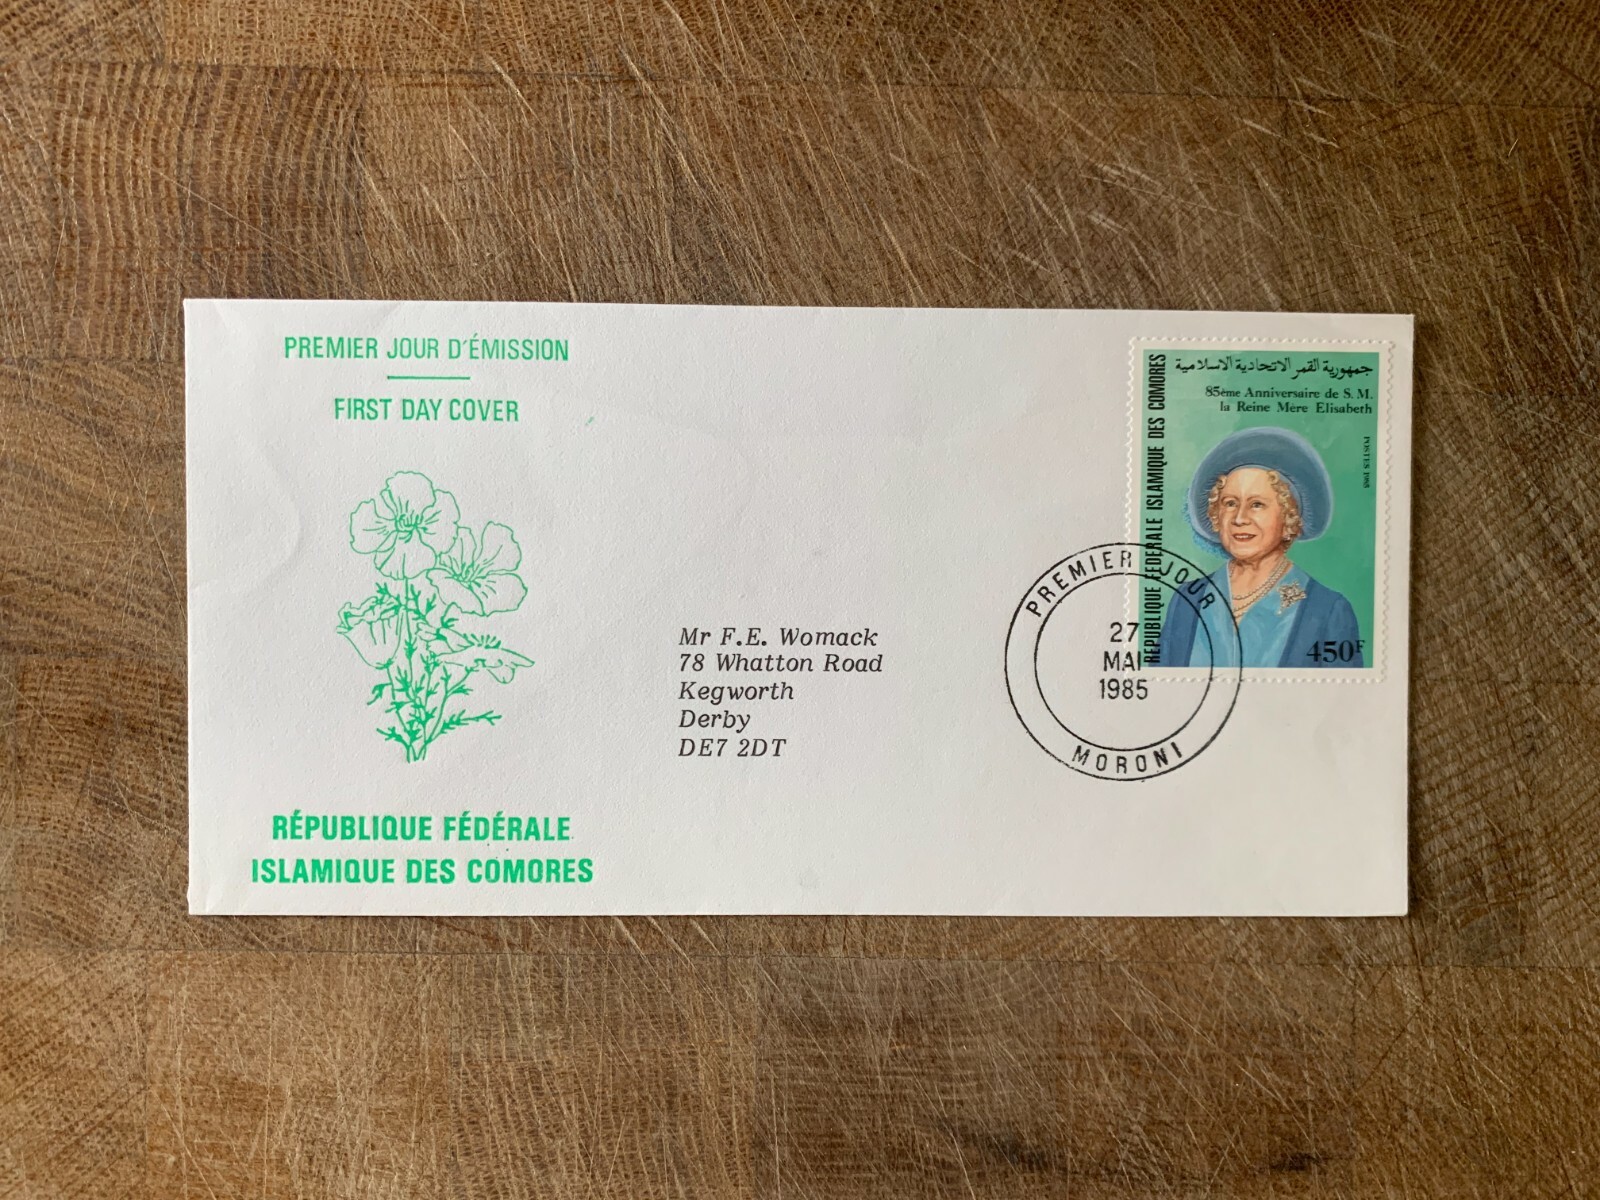 PREMIER JOUR D'ÉMISSION
FIRST DAY COVER
RÉPUBLIQUE FÉDÉRALE
ISLAMIQUE DES COMORES
Mr F.E. Womack
78 Whatton Road
Kegworth
Derby
DE7 2DT
PREMIER JOUR
27
MAI
1985
MORONI
RÉPUBLIQUE FÉDÉRALE ISLAMIQUE DES COMORES
جمهورية القمر الاتحادية الاسلامية
85ème Anniversaire de S. M.
la Reine Mère Elisabeth
POSTES 1985
450F